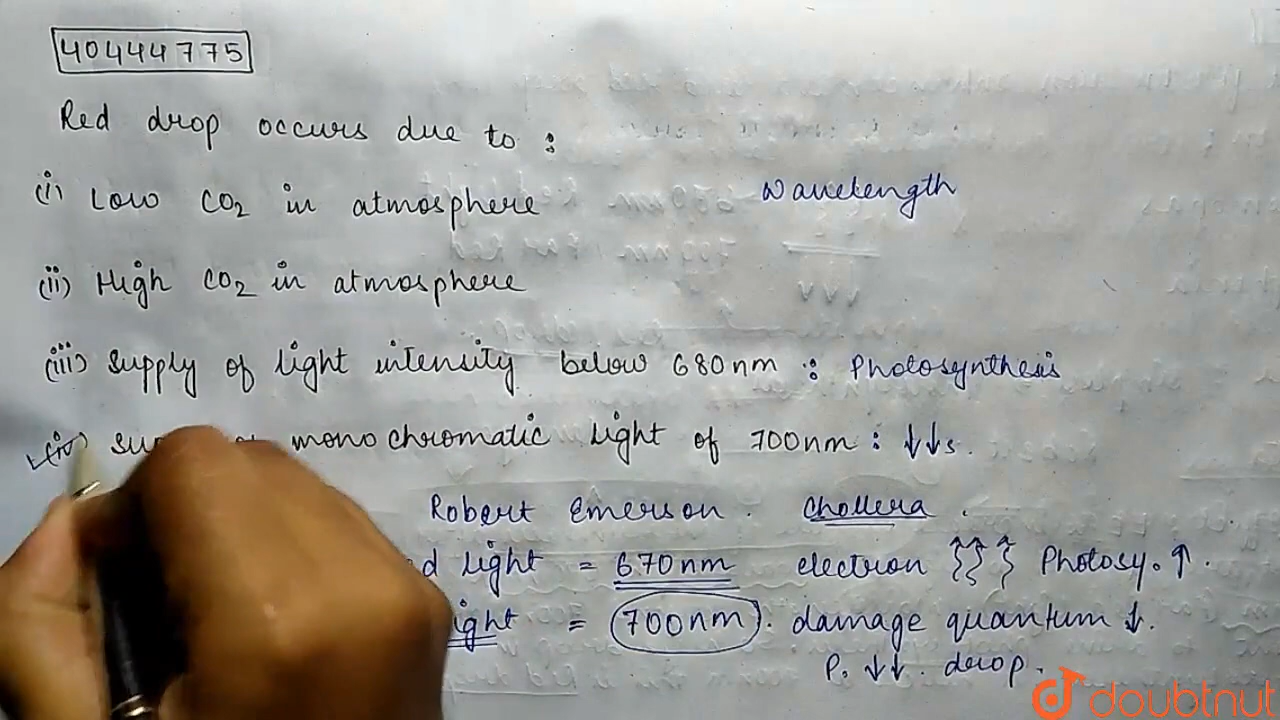 40444775
Red drop occurs due to :
(i) Low CO2 in atmosphere
Wavelength
(ii) High CO2 in atmosphere
(iii) Supply of light intensity below 680nm : Photosynthesis
(iv) monochromatic light of 700nm : ↓↓s.
Robert Emerson. Chollera.
light = 670nm electron }}} Photosy. ↑.
light = 700nm. damage quantum ↓.
P. ↓↓. drop.
doubtnut